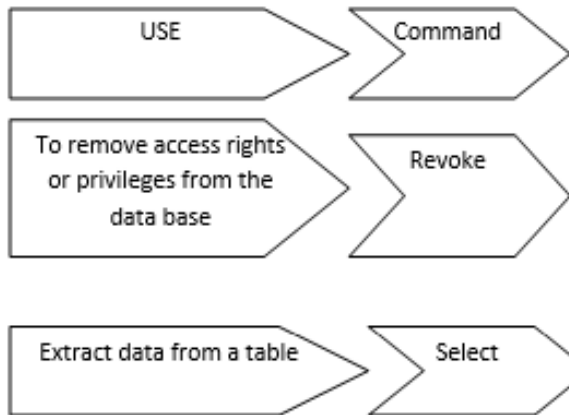 USE
Command
To remove access rights
or privileges from the
data base
Revoke
Extract data from a table
Select